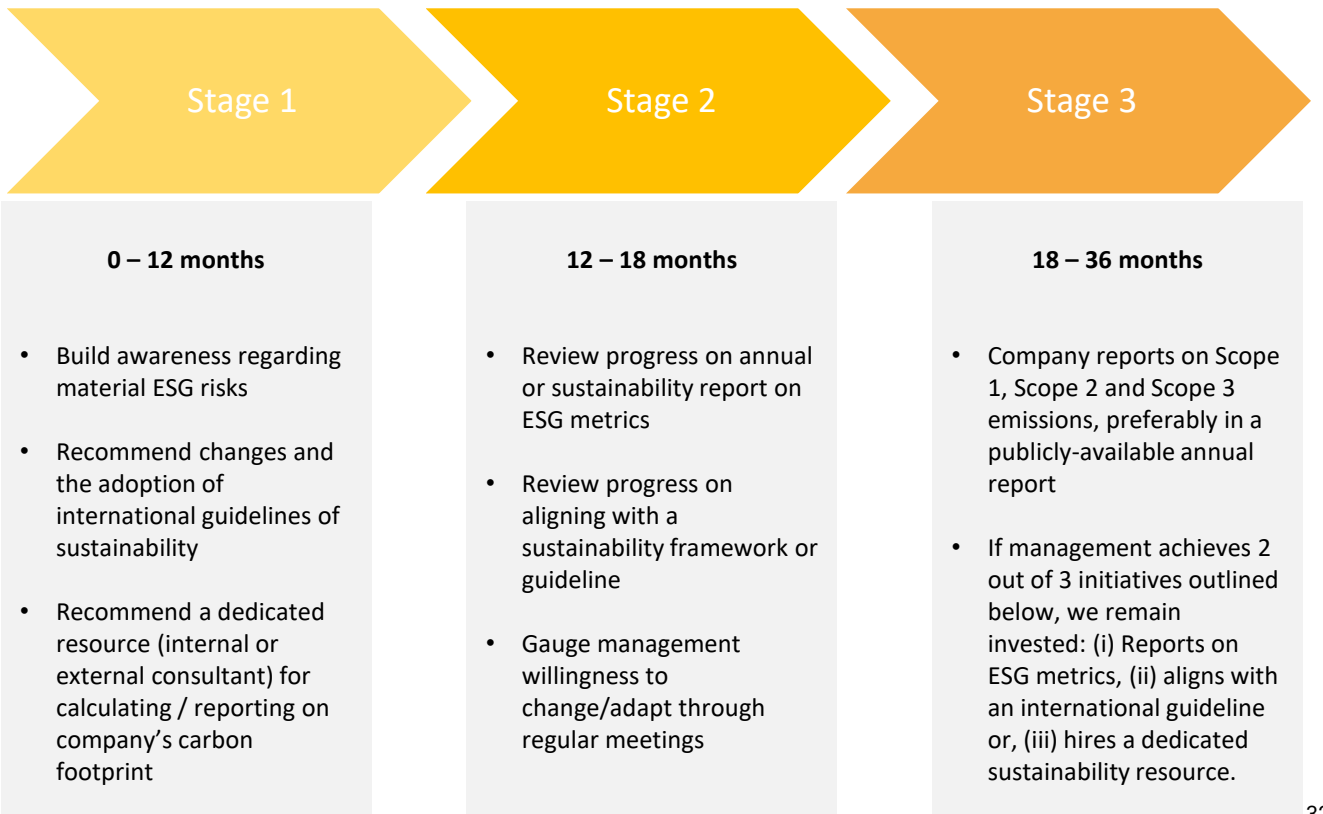 Stage 1
Stage 2
Stage 3
0 – 12 months
• Build awareness regarding
material ESG risks
• Recommend changes and
the adoption of
international guidelines of
sustainability
• Recommend a dedicated
resource (internal or
external consultant) for
calculating / reporting on
company’s carbon
footprint
12 – 18 months
• Review progress on annual
or sustainability report on
ESG metrics
• Review progress on
aligning with a
sustainability framework or
guideline
• Gauge management
willingness to
change/adapt through
regular meetings
18 – 36 months
• Company reports on Scope
1, Scope 2 and Scope 3
emissions, preferably in a
publicly-available annual
report
• If management achieves 2
out of 3 initiatives outlined
below, we remain
invested: (i) Reports on
ESG metrics, (ii) aligns with
an international guideline
or, (iii) hires a dedicated
sustainability resource.